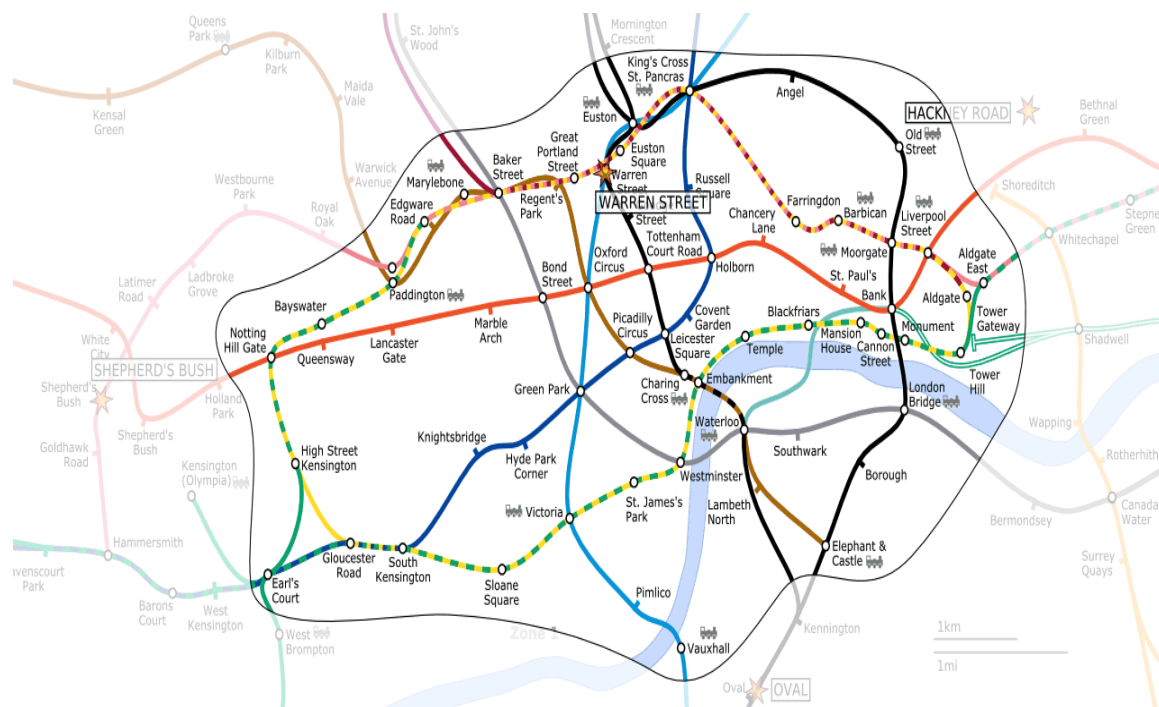 Queens
Park
Kilburn
Park
St. John's
Wood
Mornington
Crescent
King's Cross
St. Pancras
Angel
Kensal
Green
Maida
Vale
Warwick
Avenue
Euston
Euston
Square
Great
Portland
Street
Baker
Street
Marylebone
Edgware
Road
Regent's
Park
Warren
Street
WARREN STREET
Street
Russell
Square
HACKNEY ROAD
Old
Street
Bethnal
Green
Shoreditch
Whitechapel
Stepne
Green
Westbourne
Park
Royal
Oak
Latimer
Road
Ladbroke
Grove
Chancery
Lane
Farringdon
Barbican
Liverpool
Street
Moorgate
Aldgate
East
Aldgate
Tower
Gateway
Tower
Hill
Shadwell
Paddington
Bayswater
Notting
Hill Gate
Queensway
Lancaster
Gate
Marble
Arch
Bond
Street
Oxford
Circus
Tottenham
Court Road
Holborn
St. Paul's
Bank
Monument
Cannon
Street
Mansion
House
Blackfriars
Temple
Covent
Garden
Leicester
Square
Picadilly
Circus
Charing
Cross
Embankment
White
City
SHEPHERD'S BUSH
Shepherd's
Bush
Holland
Park
Shepherd's
Bush
Goldhawk
Road
Kensington
(Olympia)
High Street
Kensington
Knightsbridge
Hyde Park
Corner
Green Park
Waterloo
Westminster
Southwark
London
Bridge
Borough
Lambeth
North
Elephant &
Castle
Wapping
Rotherhith
Canada
Water
Bermondsey
Surrey
Quays
St. James's
Park
Victoria
Sloane
Square
South
Kensington
Gloucester
Road
Earl's
Court
Hammersmith
venscourt
Park
Barons
Court
West
Kensington
West
Brompton
Zone 1
Pimlico
Vauxhall
Kennington
Oval
OVAL
1km
1mi